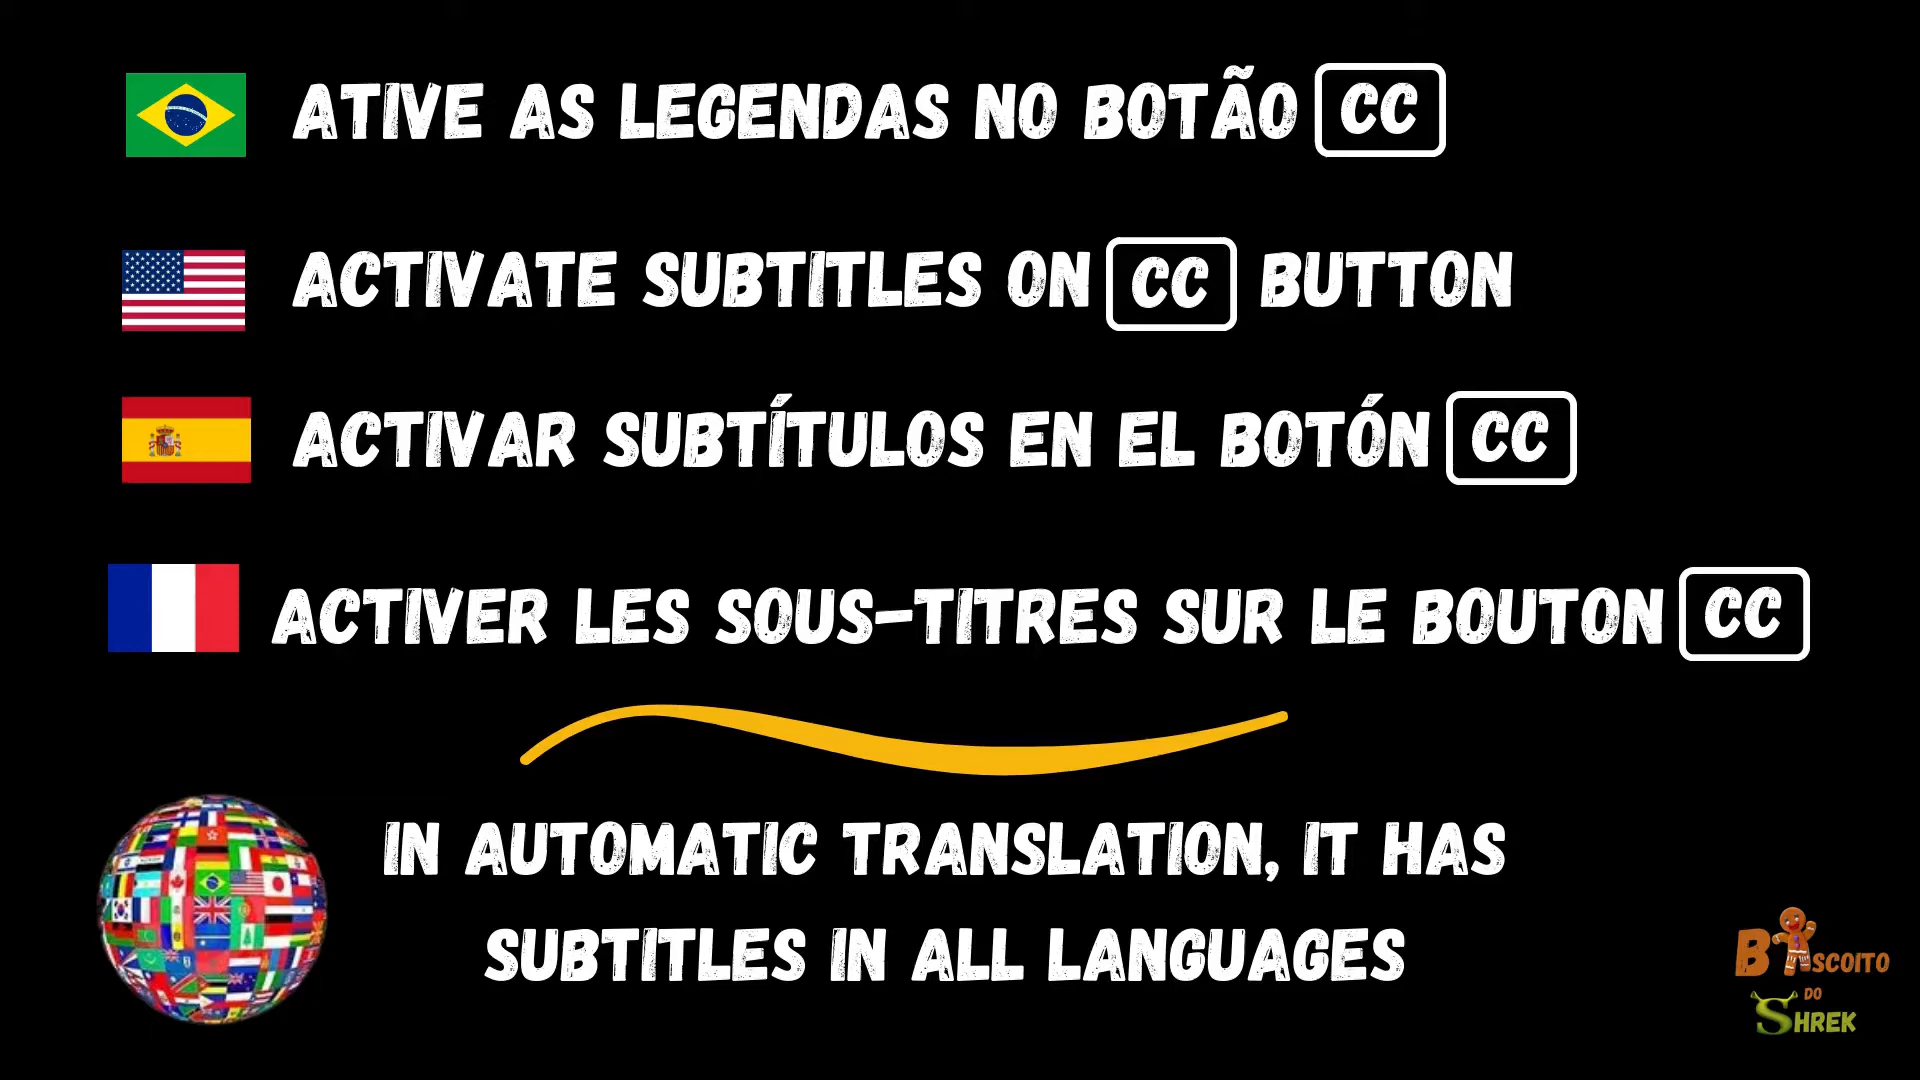 ATIVE AS LEGENDAS NO BOTÃO CC
ACTIVATE SUBTITLES ON CC BUTTON
ACTIVAR SUBTÍTULOS EN EL BOTÓN CC
ACTIVER LES SOUS-TITRES SUR LE BOUTON CC
IN AUTOMATIC TRANSLATION, IT HAS
SUBTITLES IN ALL LANGUAGES
BISCOITO
DO
SHREK